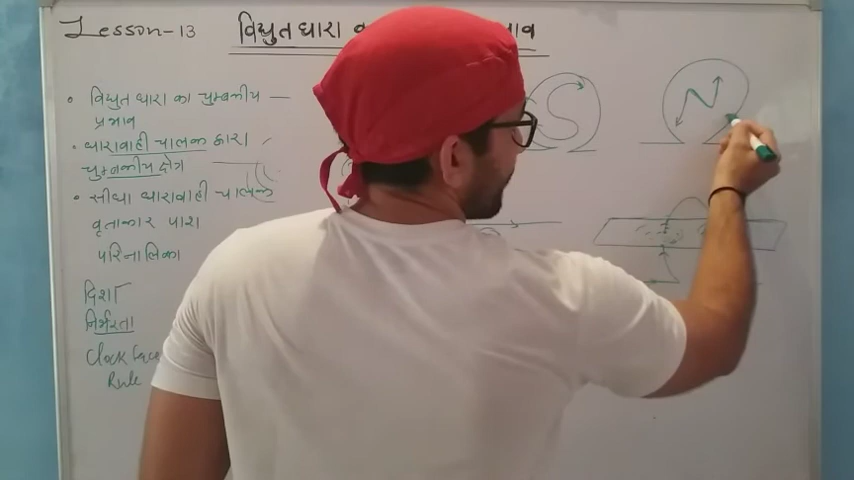 Lesson-13
विद्युत धारा का ाव
• विद्युत धारा का चुम्बकीय —
प्रभाव
• धारावाही चालक द्वारा
चुम्बकीय क्षेत्र
• सीधा धारावाही चालक
वृताकार पाश
परिनालिका
दिशा
निर्भरता
Clock face
Rule
S
N